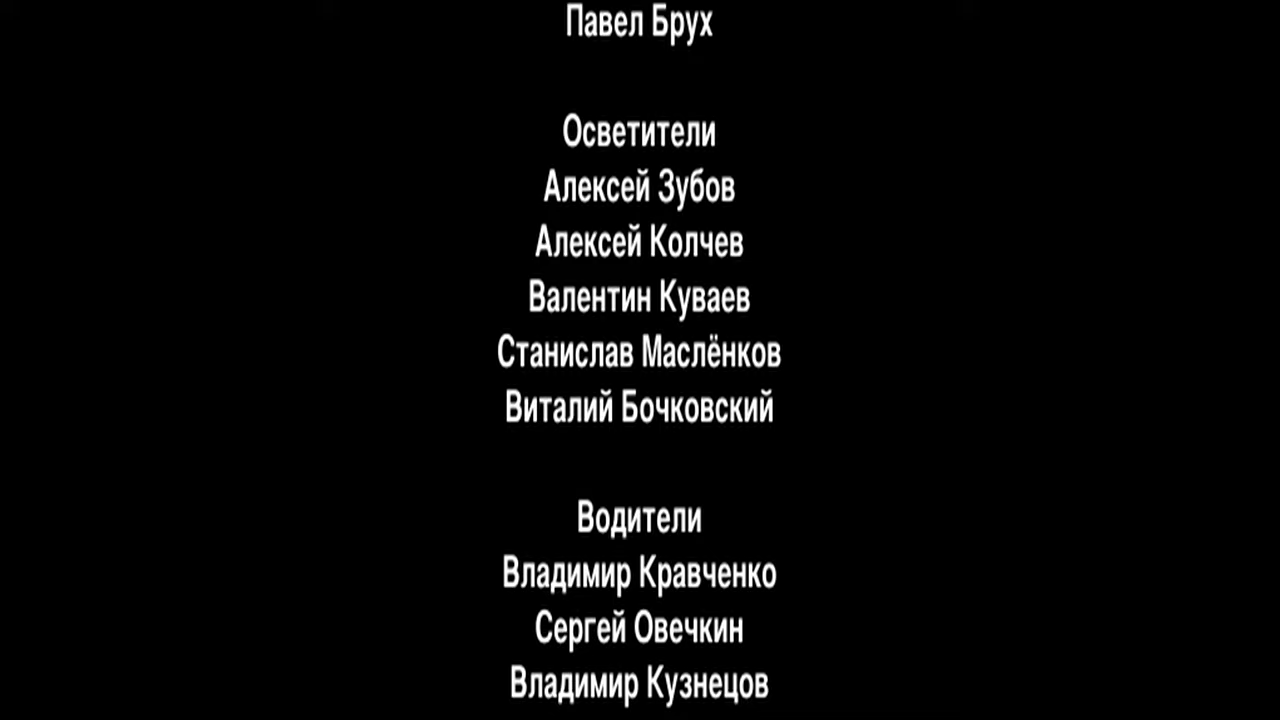 Павел Брух
Осветители
Алексей Зубов
Алексей Колчев
Валентин Куваев
Станислав Маслёнков
Виталий Бочковский
Водители
Владимир Кравченко
Сергей Овечкин
Владимир Кузнецов